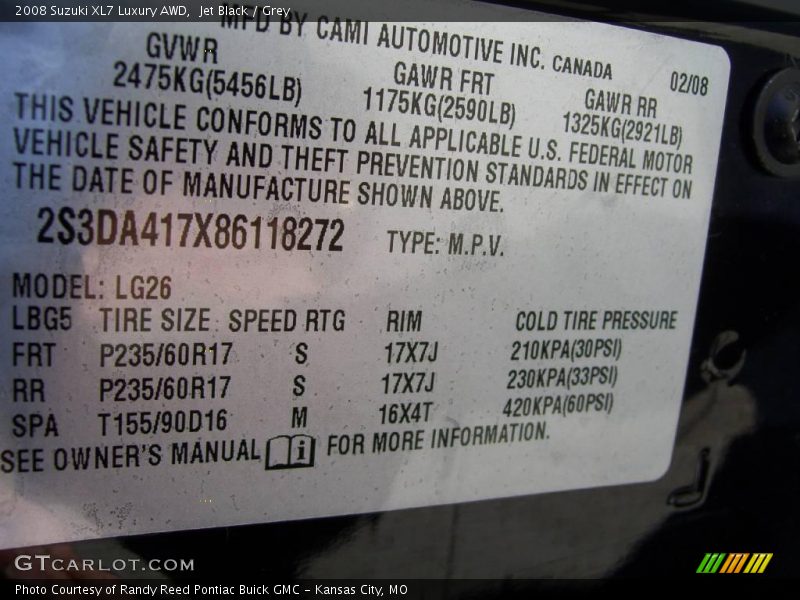 2008 Suzuki XL7 Luxury AWD,  Jet Black / Grey
MFD BY CAMI AUTOMOTIVE INC. CANADA 02/08
GVWR GAWR FRT GAWR RR
2475KG(5456LB) 1175KG(2590LB) 1325KG(2921LB)
THIS VEHICLE CONFORMS TO ALL APPLICABLE U.S. FEDERAL MOTOR
VEHICLE SAFETY AND THEFT PREVENTION STANDARDS IN EFFECT ON
THE DATE OF MANUFACTURE SHOWN ABOVE.
2S3DA417X86118272 TYPE: M.P.V.
MODEL: LG26
LBG5 TIRE SIZE SPEED RTG RIM COLD TIRE PRESSURE
FRT P235/60R17 S 17X7J 210KPA(30PSI)
RR P235/60R17 S 17X7J 230KPA(33PSI)
SPA T155/90D16 M 16X4T 420KPA(60PSI)
SEE OWNER'S MANUAL i FOR MORE INFORMATION.
GTCARLOT.COM
Photo Courtesy of Randy Reed Pontiac Buick GMC - Kansas City, MO